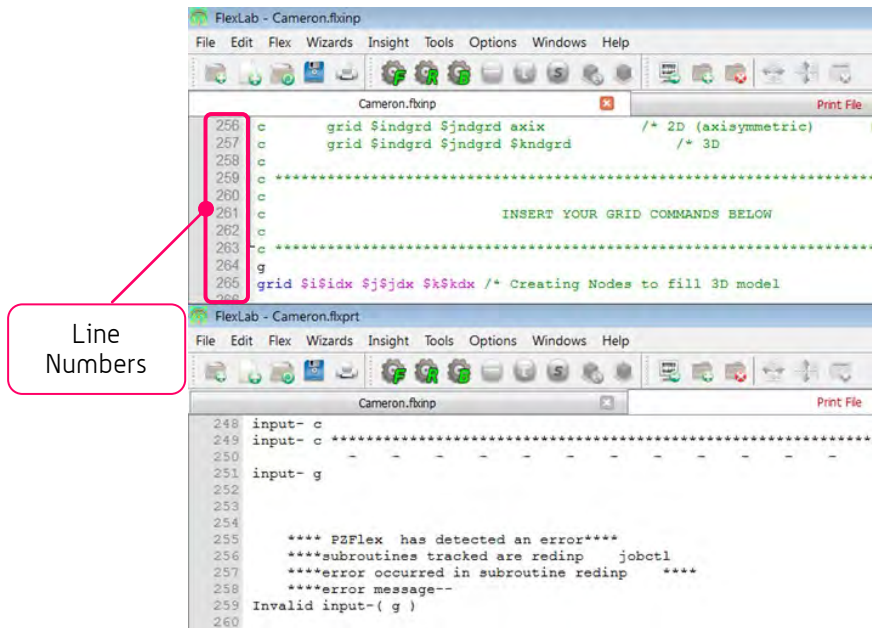 FlexLab - Cameron.flxinp
File Edit Flex Wizards Insight Tools Options Windows Help
Cameron.flxinp Print File
256 c grid $indgrd $jndgrd axix /* 2D (axisymmetric)
257 c grid $indgrd $jndgrd $kndgrd /* 3D
258 c
259 c **********************************************************************
260 c
261 c INSERT YOUR GRID COMMANDS BELOW
262 c
263 c **********************************************************************
264 g
265 grid $i$idx $j$jdx $k$kdx /* Creating Nodes to fill 3D model
266
Line
Numbers
FlexLab - Cameron.flxprt
File Edit Flex Wizards Insight Tools Options Windows Help
Cameron.flxinp Print File
248 input- c
249 input- c **************************************************************
250 - - - - - - - - - - - -
251 input- g
252
253
254
255 **** PZFlex has detected an error****
256 ****subroutines tracked are redinp jobctl
257 ****error occurred in subroutine redinp ****
258 ****error message--
259 Invalid input-( g )
260